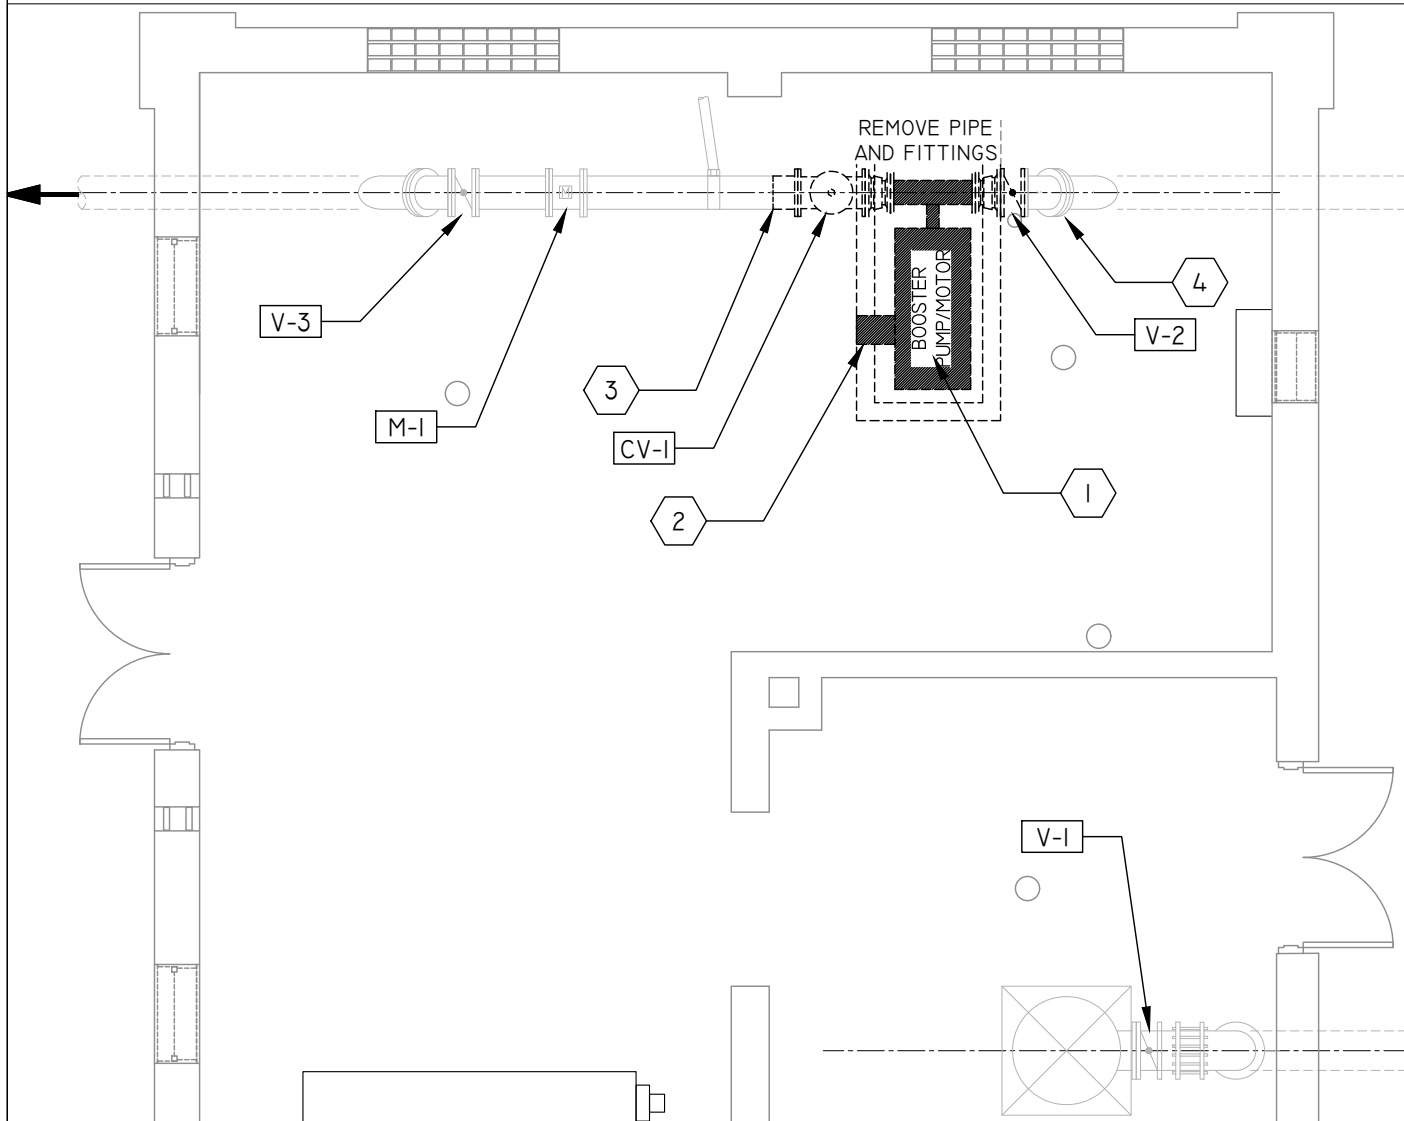 REMOVE PIPE
AND FITTINGS
4
V-3
V-2
BOOSTER
PUMP/MOTOR
3
M-1
CV-1
1
2
V-1
M